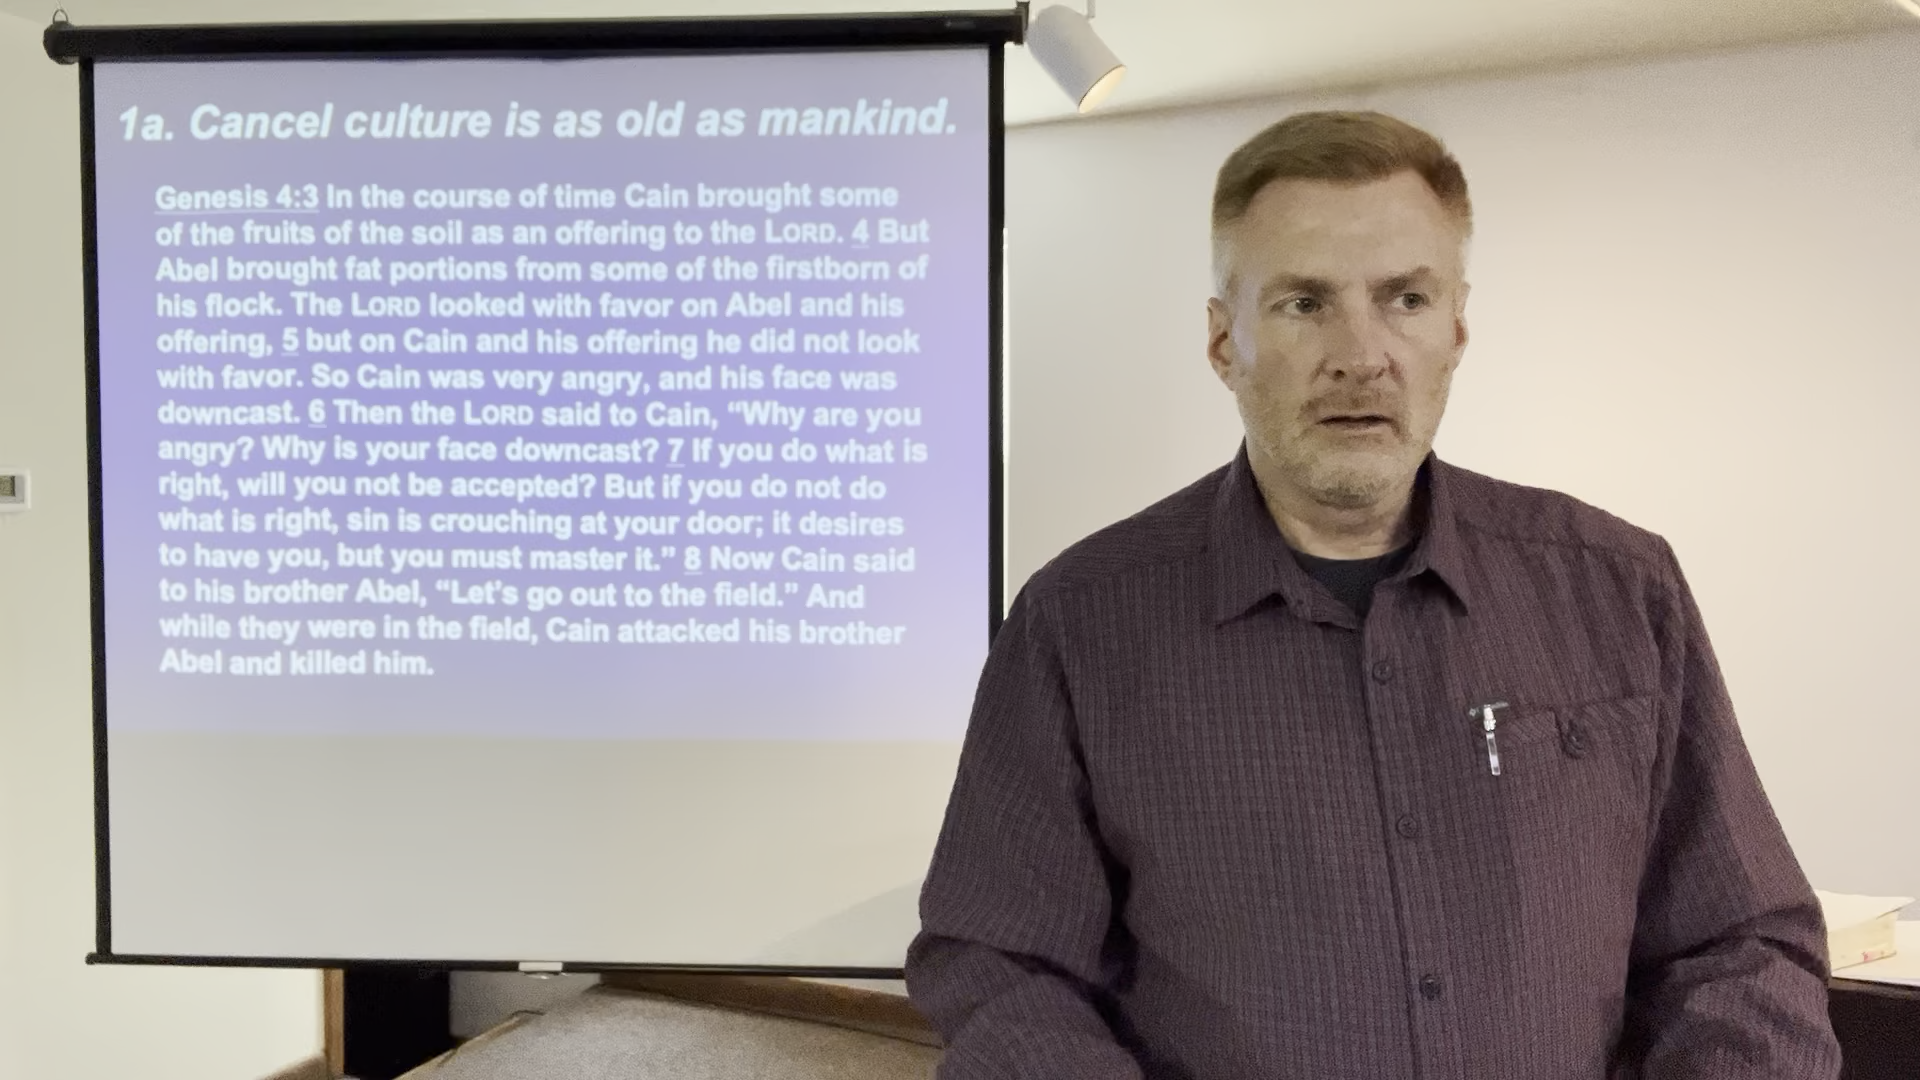 1a. Cancel culture is as old as mankind.
Genesis 4:3 In the course of time Cain brought some
of the fruits of the soil as an offering to the LORD. 4 But
Abel brought fat portions from some of the firstborn of
his flock. The LORD looked with favor on Abel and his
offering, 5 but on Cain and his offering he did not look
with favor. So Cain was very angry, and his face was
downcast. 6 Then the LORD said to Cain, “Why are you
angry? Why is your face downcast? 7 If you do what is
right, will you not be accepted? But if you do not do
what is right, sin is crouching at your door; it desires
to have you, but you must master it.” 8 Now Cain said
to his brother Abel, “Let’s go out to the field.” And
while they were in the field, Cain attacked his brother
Abel and killed him.